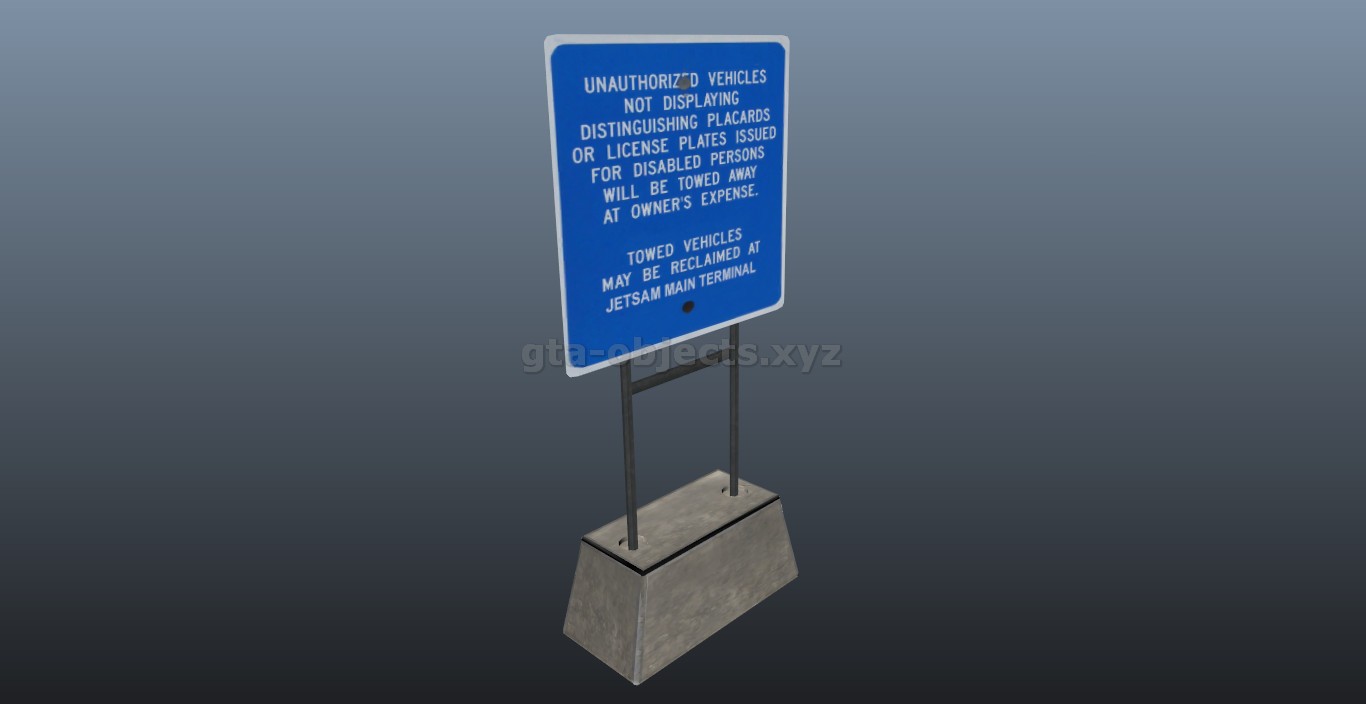 UNAUTHORIZED VEHICLES
NOT DISPLAYING
DISTINGUISHING PLACARDS
OR LICENSE PLATES ISSUED
FOR DISABLED PERSONS
WILL BE TOWED AWAY
AT OWNER'S EXPENSE.
TOWED VEHICLES
MAY BE RECLAIMED AT
JETSAM MAIN TERMINAL
gta-objects.xyz